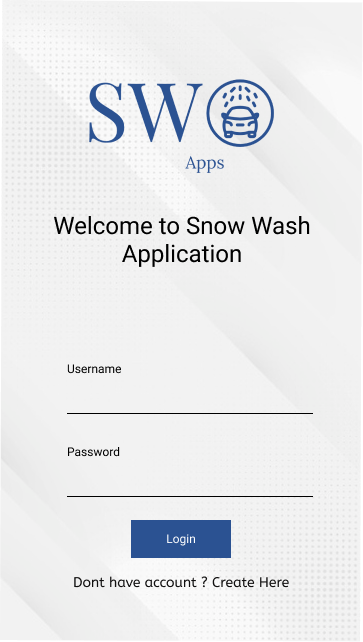 SW
Apps
Welcome to Snow Wash
Application
Username
Password
Login
Dont have account ? Create Here